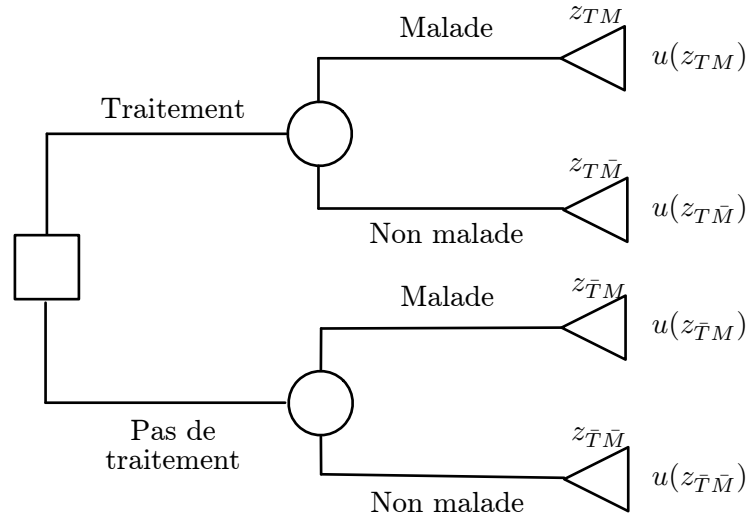 z_{TM}
Malade
u(z_{TM})
Traitement
z_{T\bar{M}}
u(z_{T\bar{M}})
Non malade
z_{\bar{T}M}
Malade
u(z_{\bar{T}M})
Pas de
traitement
z_{\bar{T}\bar{M}}
u(z_{\bar{T}\bar{M}})
Non malade